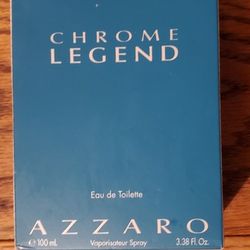 CHROME
LEGEND
Eau de Toilette
℮ 100 ml
Vaporisateur Spray
3.38 Fl. Oz.
AZZARO